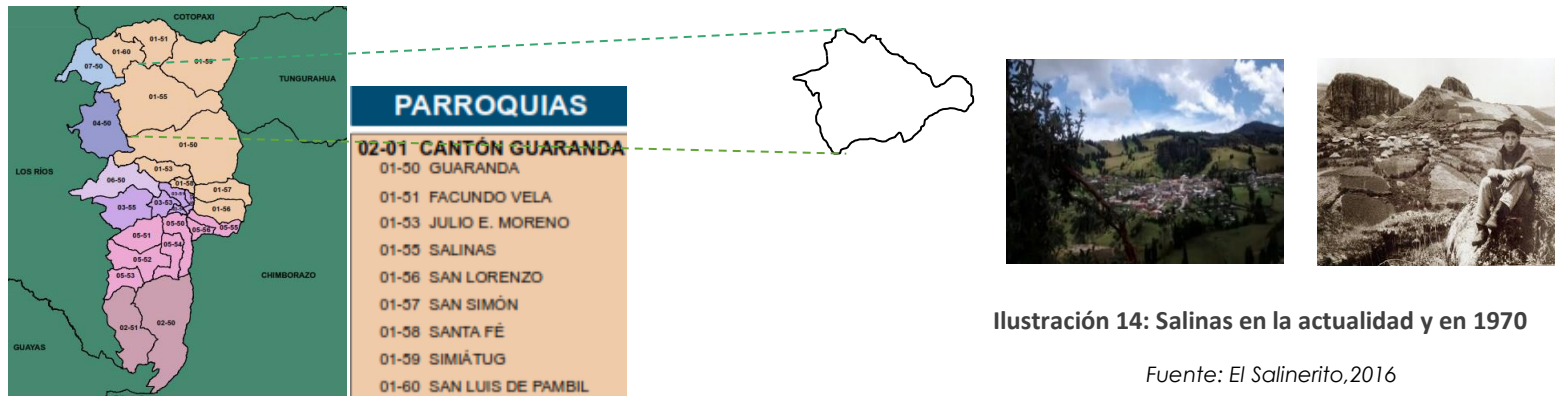 COTOPAXI
01-51
01-60
01-59
07-50
TUNGURAHUA
01-55
04-50
01-50
LOS RÍOS
01-53
06-50
01-58
01-57
03-55
03-53
01-56
05-50
05-55
05-56
05-51
05-54
05-52
05-53
CHIMBORAZO
02-51
02-50
GUAYAS
PARROQUIAS
02-01 CANTÓN GUARANDA
01-50 GUARANDA
01-51 FACUNDO VELA
01-53 JULIO E. MORENO
01-55 SALINAS
01-56 SAN LORENZO
01-57 SAN SIMÓN
01-58 SANTA FÉ
01-59 SIMIÁTUG
01-60 SAN LUIS DE PAMBIL
Ilustración 14: Salinas en la actualidad y en 1970
Fuente: El Salinerito,2016